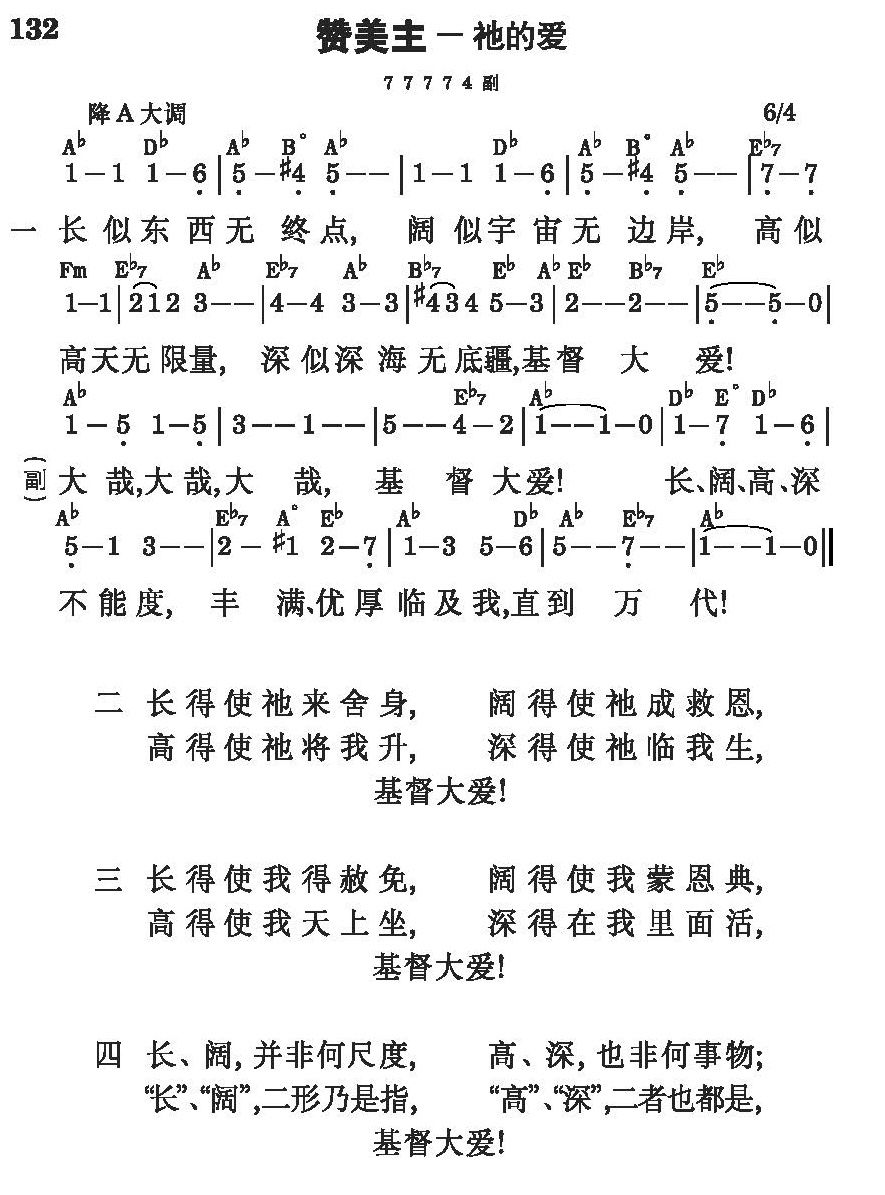 132
赞美主 — 祂的爱
7 7 7 7 4 副
降 A 大调 6/4
A♭ D♭ A♭ B° A♭ D♭ A♭ B° A♭ E♭7
1－1 1－6̣|5̣－#4̣ 5̣－－|1－1 1－6̣|5̣－#4̣ 5̣－－|7̣－7̣
一 长似东西无终点, 阔似宇宙无边岸, 高似
Fm E♭7 A♭ E♭7 A♭ B♭7 E♭ A♭ E♭ B♭7 E♭
1－1|212 3－－|4－4 3－3|#434 5－3|2－－2－－|5̣－－5̣－0|
高天无限量, 深似深海无底疆,基督大爱!
A♭ E♭7 A♭ D♭ E° D♭
1－5̣ 1－5̣|3－－1－－|5－－4－2|1－－1－0|1－7̣ 1－6̣|
(副) 大哉,大哉,大哉, 基督大爱! 长、阔、高、深
A♭ E♭7 A° E♭ A♭ D♭ A♭ E♭7 A♭
5̣－1 3－－|2－#1 2－7̣|1－3 5－6|5－－7̣－－|1－－1－0‖
不能度, 丰满、优厚临及我,直到万代!
二 长得使祂来舍身, 阔得使祂成救恩,
高得使祂将我升, 深得使祂临我生,
基督大爱!
三 长得使我得赦免, 阔得使我蒙恩典,
高得使我天上坐, 深得在我里面活,
基督大爱!
四 长、阔, 并非何尺度, 高、深, 也非何事物;
“长”、“阔”,二形乃是指, “高”、“深”,二者也都是,
基督大爱!